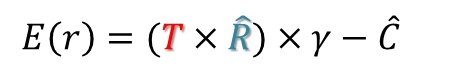 E(r) = (T × R̂) × γ − Ĉ